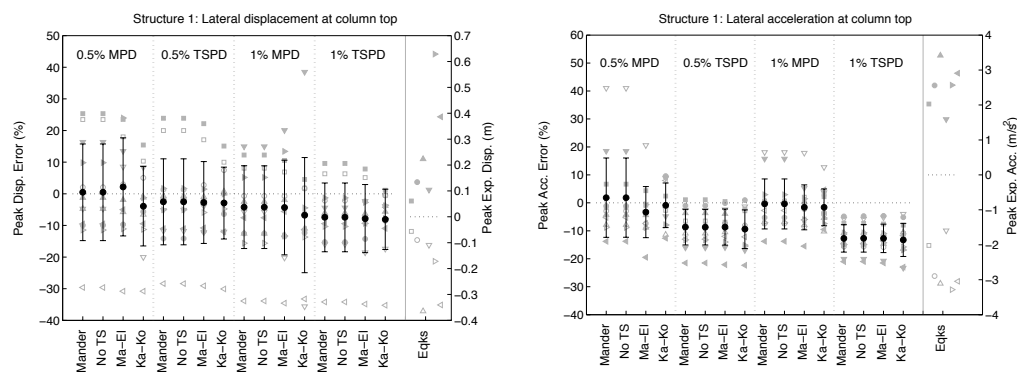 Structure 1: Lateral displacement at column top
0.5% MPD 0.5% TSPD 1% MPD 1% TSPD
Peak Disp. Error (%)
50
40
30
20
10
0
−10
−20
−30
−40
Peak Exp. Disp. (m)
0.7
0.6
0.5
0.4
0.3
0.2
0.1
0
−0.1
−0.2
−0.3
−0.4
Mander
No TS
Ma−El
Ka−Ko
Mander
No TS
Ma−El
Ka−Ko
Mander
No TS
Ma−El
Ka−Ko
Mander
No TS
Ma−El
Ka−Ko
Eqks
Structure 1: Lateral acceleration at column top
0.5% MPD 0.5% TSPD 1% MPD 1% TSPD
Peak Acc. Error (%)
60
50
40
30
20
10
0
−10
−20
−30
−40
Peak Exp. Acc. (m/s²)
4
3
2
1
0
−1
−2
−3
−4
Mander
No TS
Ma−El
Ka−Ko
Mander
No TS
Ma−El
Ka−Ko
Mander
No TS
Ma−El
Ka−Ko
Mander
No TS
Ma−El
Ka−Ko
Eqks